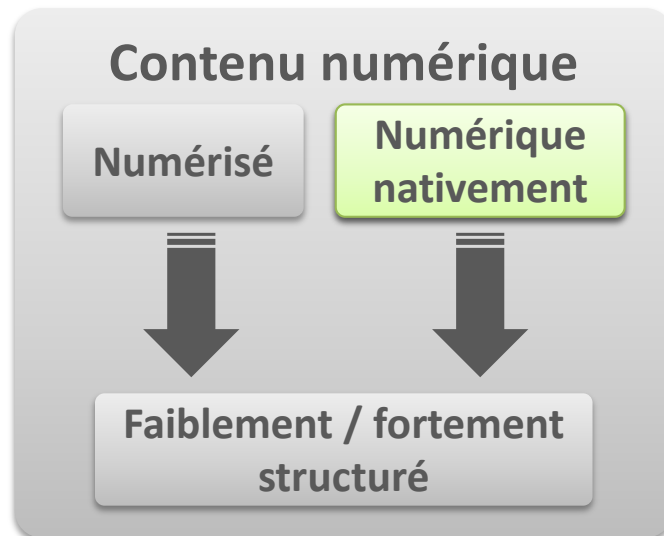 Contenu numérique
Numérisé
Numérique
nativement
Faiblement / fortement
structuré